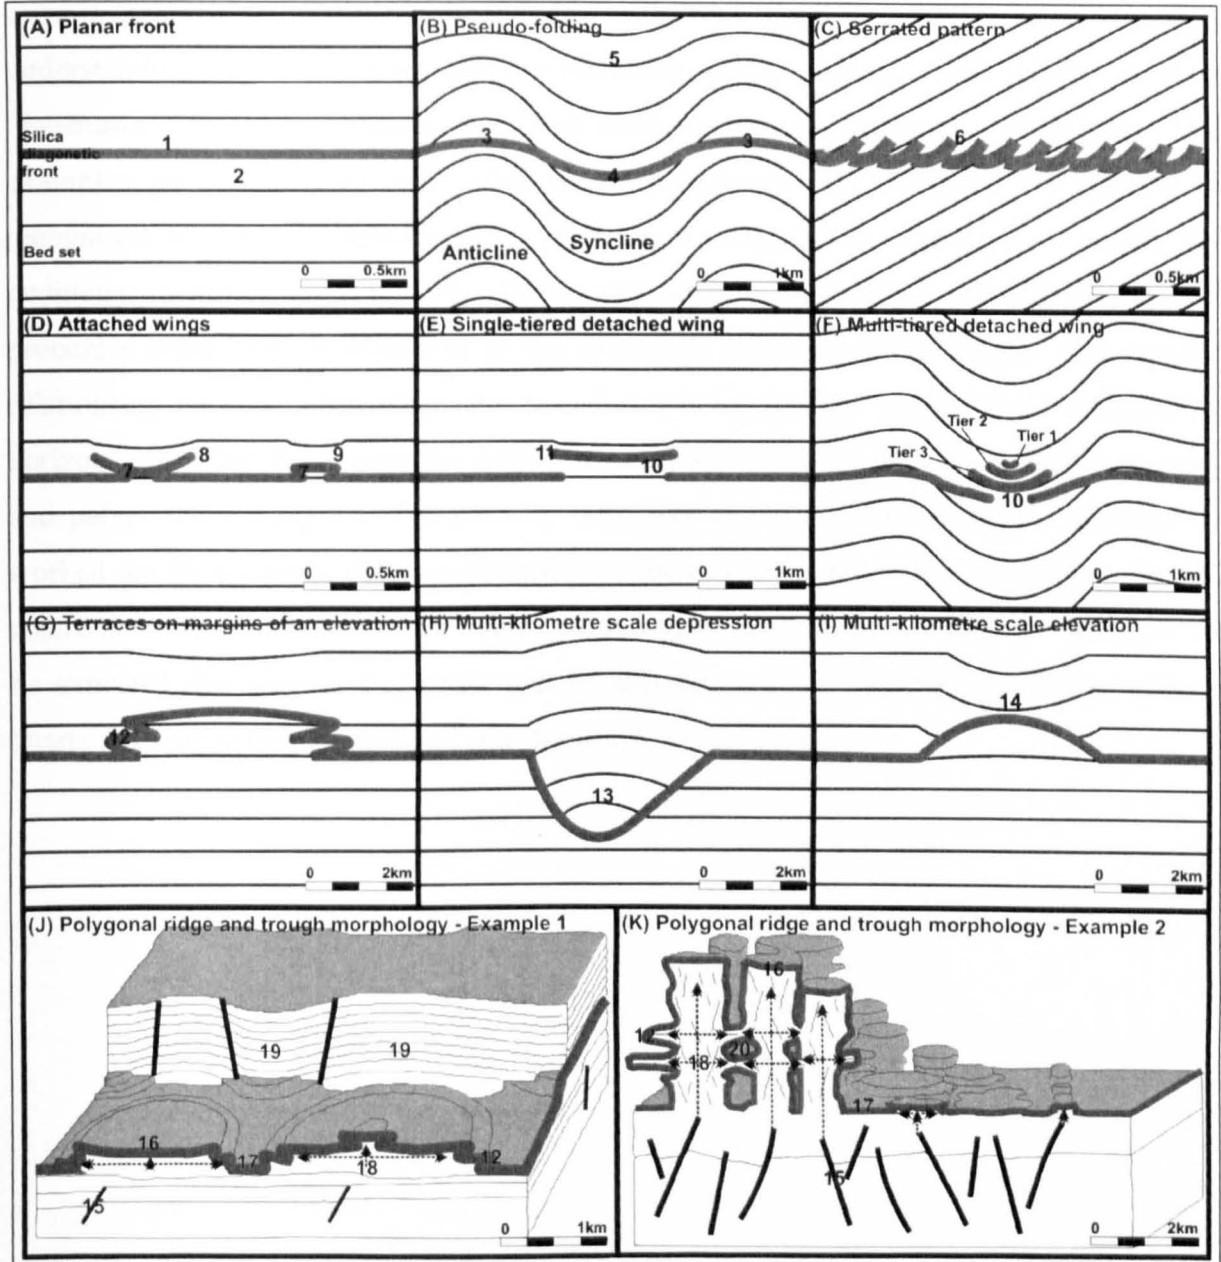 (A) Planar front
1
Silica
diagonetic
front
2
Bed set
0 0.5km
(B) Pseudo-folding
5
3
3
4
Syncline
Anticline
0 1km
(C) Serrated pattern
6
0 0.5km
(D) Attached wings
7
8
7
9
0 0.5km
(E) Single-tiered detached wing
11
10
0 1km
(F) Multi-tiered detached wing
Tier 2
Tier 1
Tier 3
10
0 1km
(G) Terraces on margins of an elevation
12
0 2km
(H) Multi-kilometre scale depression
13
0 2km
(I) Multi-kilometre scale elevation
14
0 2km
(J) Polygonal ridge and trough morphology - Example 1
19
19
16
17
18
12
15
0 1km
(K) Polygonal ridge and trough morphology - Example 2
16
12
20
18
17
15
0 2km